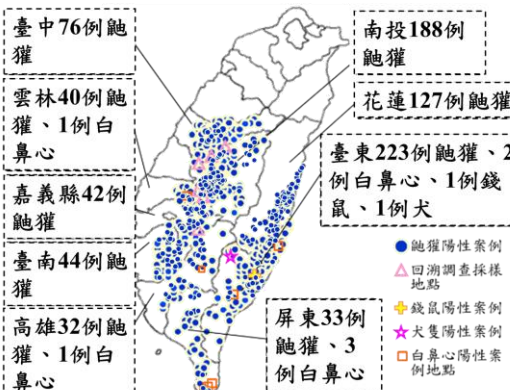 臺中76例鼬
獾
雲林40例鼬
獾、1例白
鼻心
嘉義縣42例
鼬獾
臺南44例鼬獾
高雄32例鼬
獾、1例白
鼻心
南投188例
鼬獾
花蓮127例鼬獾
臺東223例鼬獾、2
例白鼻心、1例錢
鼠、1例犬
鼬獾陽性案例
回溯調查採樣
地點
錢鼠陽性案例
犬隻陽性案例
白鼻心陽性案
例地點
屏東33例
鼬獾、3
例白鼻心